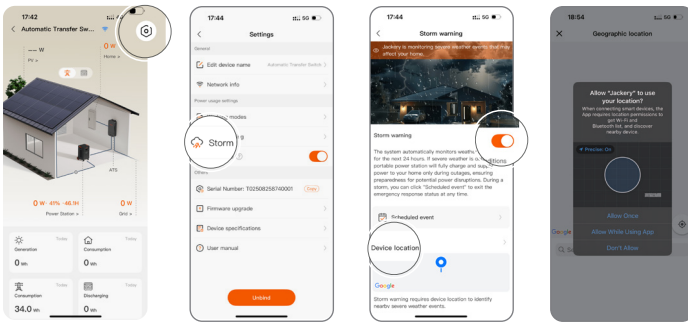 17:42
Automatic Transfer Sw...
-- W
PV >
0 W
Home >
ATS
0 W· 41% ·46.1H
Power Station >
0 W
Grid >
Today
Generation
0 Wh
Today
Consumption
0 Wh
Today
Consumption
34.0 Wh
Today
Discharging
0 Wh
17:44
5G
Settings
General
Edit device name
Automatic Transfer Switch >
Network info
Power usage settings
modes
Storm
g
Others
Serial Number: T02508258740001
Copy
Firmware upgrade
Device specifications
User manual
Unbind
17:44
5G
Storm warning
Jackery is monitoring severe weather events that may
affect your home.
Storm warning
The system automatically monitors weath
ditions
for the next 24 hours. If severe weather is
portable power station will fully charge and supply
power to your home only during outages, ensuring
preparedness for potential power disruptions. During a
storm, you can click "Scheduled event" to exit the
emergency response status at any time.
Scheduled event
Device location
Google
Storm warning requires device location to identify
nearby severe weather events.
18:54
5G
Geographic location
Allow "Jackery" to use
your location?
When connecting smart devices, the
App requires location permissions to
get Wi-Fi and
Bluetooth list, and discover
nearby device.
Precise: On
Allow Once
Allow While Using App
Don't Allow
Google